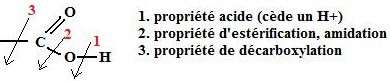 3
O
C
2
O
1
H
1. propriété acide (cède un H+)
2. propriété d'estérification, amidation
3. propriété de décarboxylation